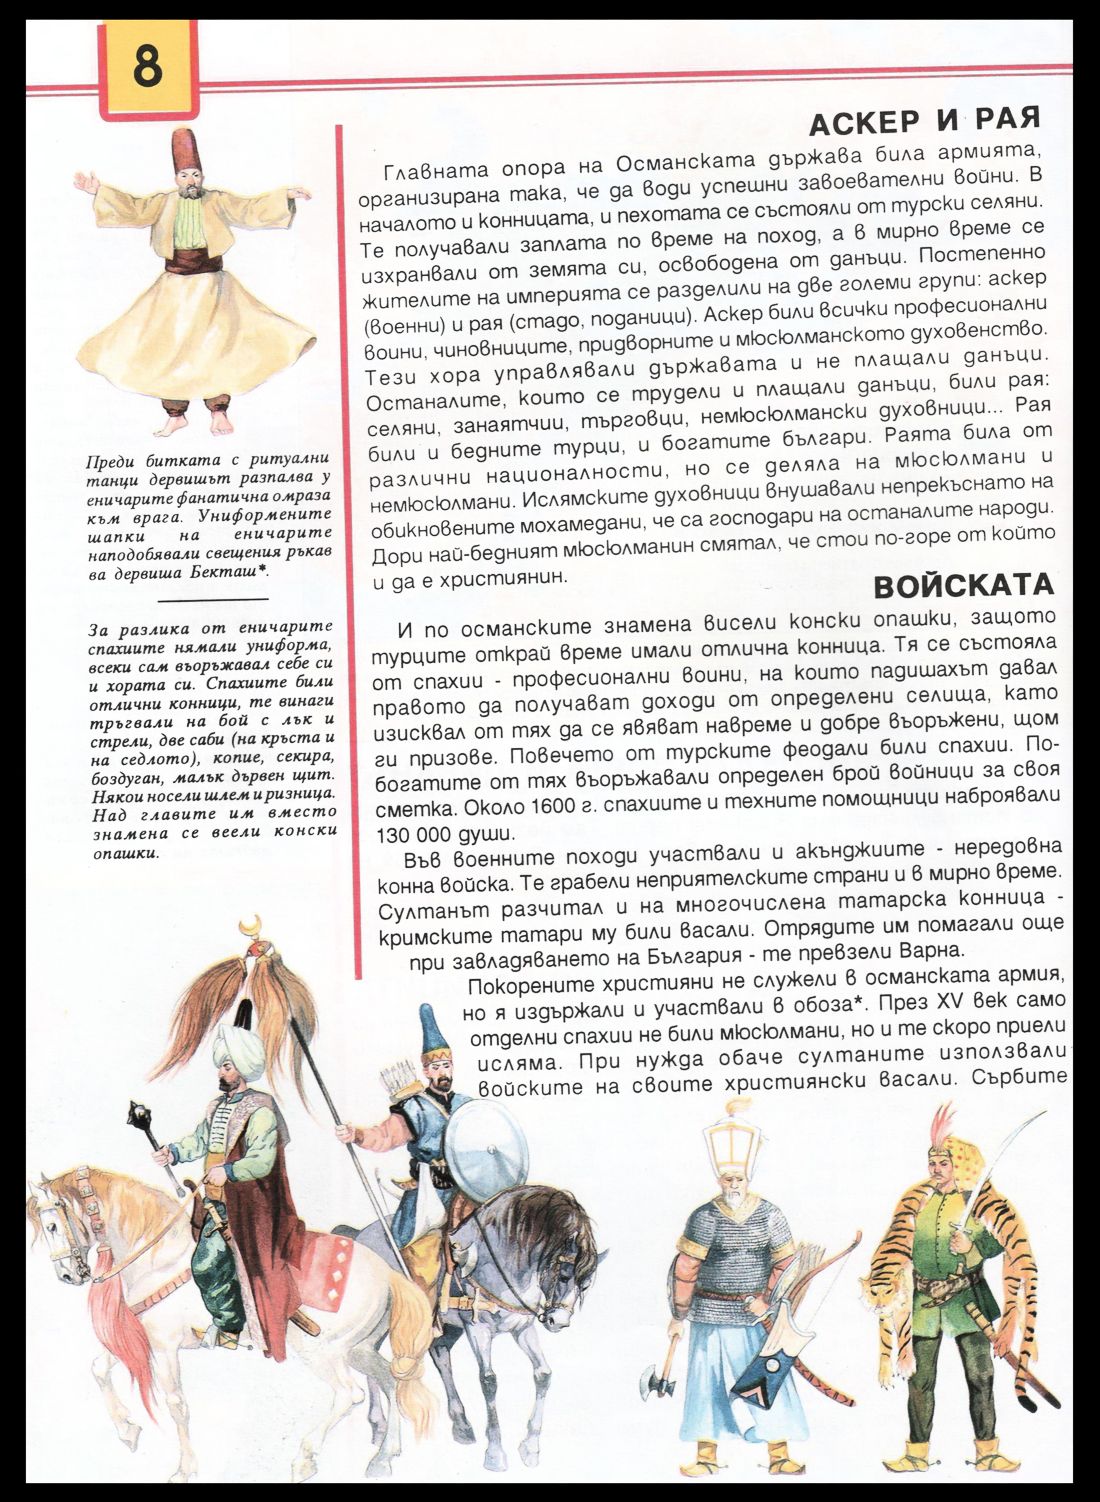 8
АСКЕР И РАЯ
Главната опора на Османската държава била армията,
организирана така, че да води успешни завоевателни войни. В
началото и конницата, и пехотата се състояли от турски селяни.
Те получавали заплата по време на поход, а в мирно време се
изхранвали от земята си, освободена от данъци. Постепенно
жителите на империята се разделили на две големи групи: аскер
(военни) и рая (стадо, поданици). Аскер били всички професионални
воини, чиновниците, придворните и мюсюлманското духовенство.
Тези хора управлявали държавата и не плащали данъци.
Останалите, които се трудели и плащали данъци, били рая:
селяни, занаятчии, търговци, немюсюлмански духовници... Рая
били и бедните турци, и богатите българи. Раята била от
различни националности, но се деляла на мюсюлмани и
немюсюлмани. Ислямските духовници внушавали непрекъснато на
обикновените мохамедани, че са господари на останалите народи.
Дори най-бедният мюсюлманин смятал, че стои по-горе от който
и да е християнин.
ВОЙСКАТА
И по османските знамена висели конски опашки, защото
турците открай време имали отлична конница. Тя се състояла
от спахии - професионални воини, на които падишахът давал
правото да получават доходи от определени селища, като
изисквал от тях да се явяват навреме и добре въоръжени, щом
ги призове. Повечето от турските феодали били спахии. По-
богатите от тях въоръжавали определен брой войници за своя
сметка. Около 1600 г. спахиите и техните помощници наброявали
130 000 души.
Във военните походи участвали и акънджиите - нередовна
конна войска. Те грабели неприятелските страни и в мирно време.
Султанът разчитал и на многочислена татарска конница -
кримските татари му били васали. Отрядите им помагали още
при завладяването на България - те превзели Варна.
Покорените християни не служели в османската армия,
но я издържали и участвали в обоза*. През XV век само
отделни спахии не били мюсюлмани, но и те скоро приели
исляма. При нужда обаче султаните използвали
войските на своите християнски васали. Сърбите
Преди битката с ритуални
танци дервишът разпалва у
еничарите фанатична омраза
към врага. Униформените
шапки на еничарите
наподобявали свещения ръкав
на дервиша Бекташ*.
За разлика от еничарите
спахиите нямали униформа,
всеки сам въоръжавал себе си
и хората си. Спахиите били
отлични конници, те винаги
тръгвали на бой с лък и
стрели, две саби (на кръста и
на седлото), копие, секира,
боздуган, малък дървен щит.
Някои носели шлем и ризница.
Над главите им вместо
знамена се веели конски
опашки.